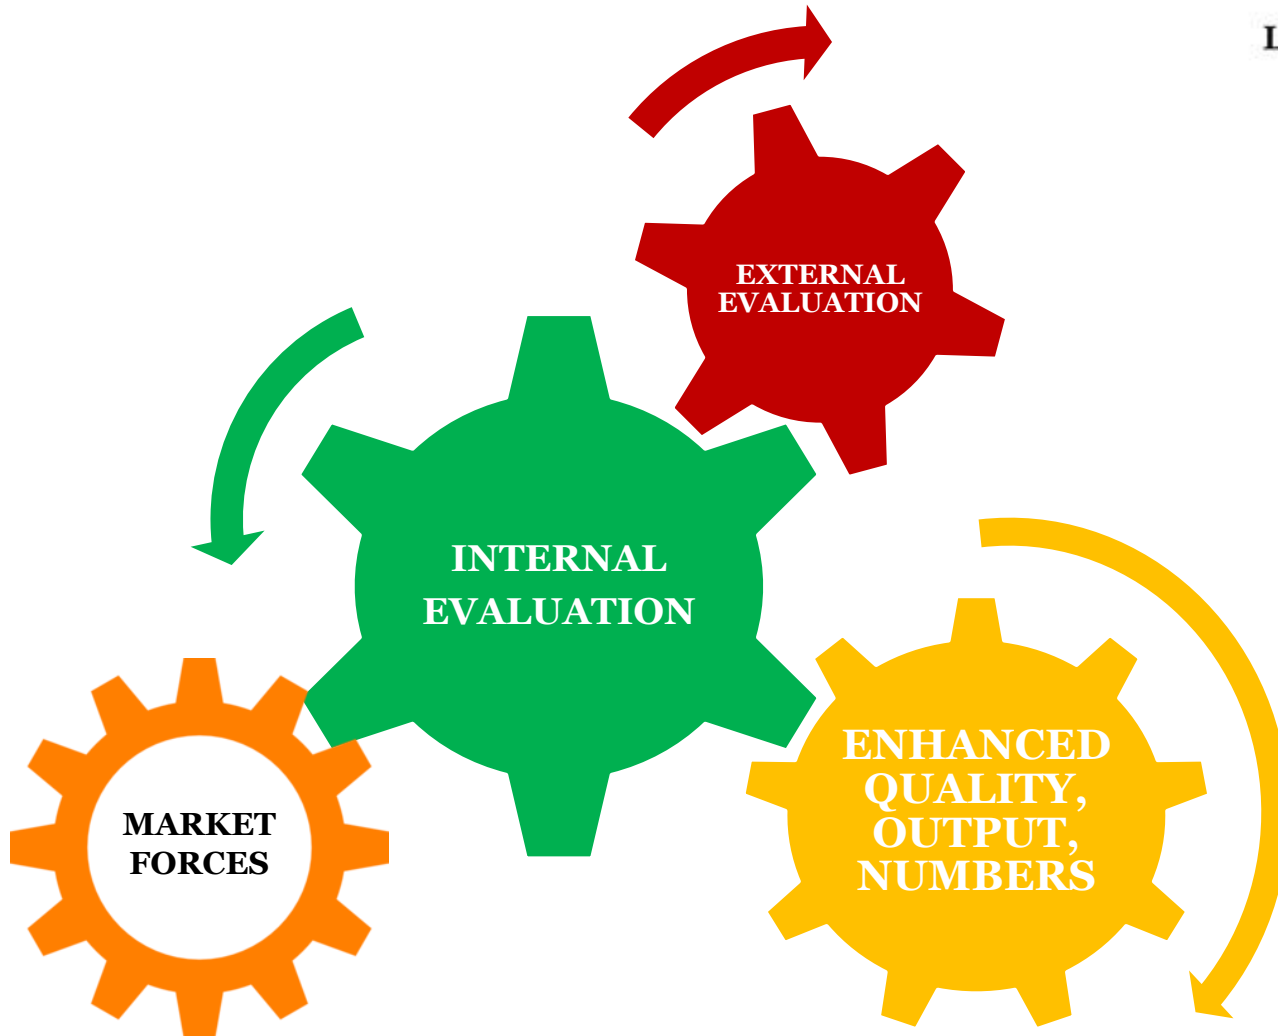 EXTERNAL
EVALUATION
INTERNAL
EVALUATION
ENHANCED
QUALITY,
OUTPUT,
NUMBERS
MARKET
FORCES